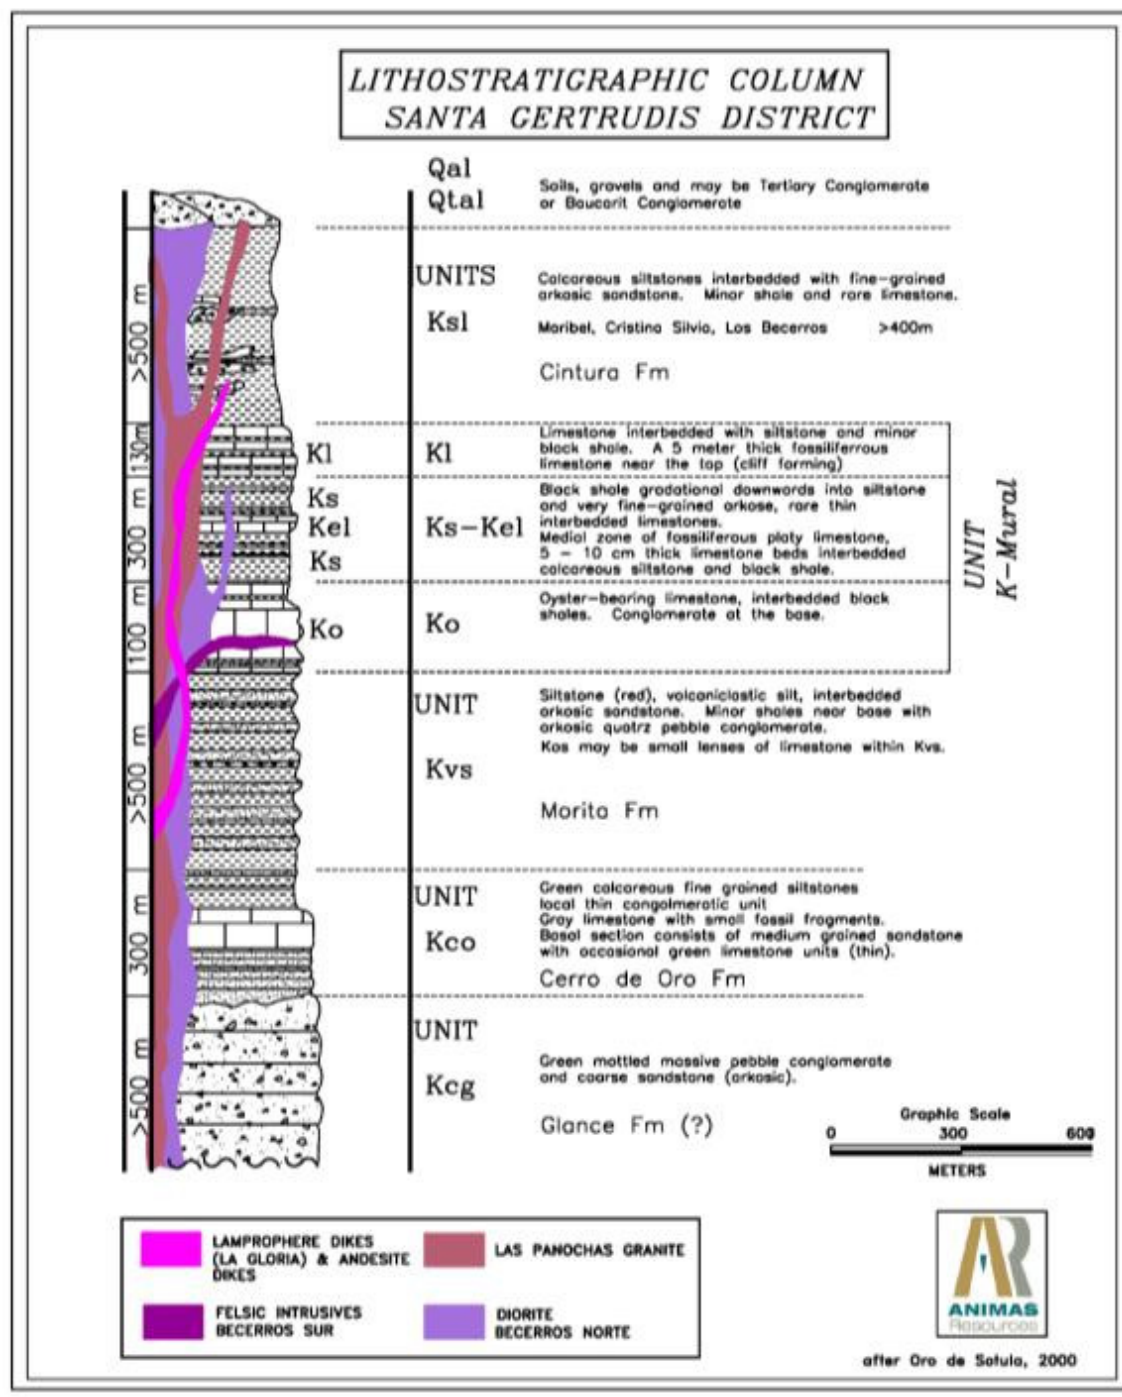 LITHOSTRATIGRAPHIC COLUMN
SANTA GERTRUDIS DISTRICT
Qal
Qtal
Soils, gravels and may be Tertiary Conglomerate
or Baucarit Conglomerate
>500 m
UNITS
Ksl
Calcareous siltstones interbedded with fine-grained
arkosic sandstone. Minor shale and rare limestone.
Maribel, Cristina Silvio, Los Becerros >400m
Cintura Fm
130m
Kl
Kl
Limestone interbedded with siltstone and minor
black shale. A 5 meter thick fossiliferrous
limestone near the top (cliff forming)
300 m
Ks
Kel
Ks
Ks-Kel
Black shale gradational downwords into siltstone
and very fine-grained arkose, rare thin
interbedded limestones.
Medial zone of fossiliferous platy limestone,
5 - 10 cm thick limestone beds interbedded
calcareous siltstone and black shale.
UNIT
K-Mural
100 m
Ko
Ko
Oyster-bearing limestone, interbedded black
shales. Conglomerate at the base.
>500 m
UNIT
Kvs
Siltstone (red), volcaniclastic silt, interbedded
arkosic sandstone. Minor shales near base with
arkosic quatrz pebble conglomerate.
Kos may be small lenses of limestone within Kvs.
Morita Fm
300 m
UNIT
Kco
Green calcareous fine grained siltstones
local thin congolmeratic unit
Gray limestone with small fossil fragments.
Basal section consists of medium grained sandstone
with occasional green limestone units (thin).
Cerro de Oro Fm
>500 m
UNIT
Kcg
Green mottled massive pebble conglomerate
and coarse sandstone (arkosic).
Glance Fm (?)
Graphic Scale
0 300 600
METERS
LAMPROPHERE DIKES
(LA GLORIA) & ANDESITE
DIKES
LAS PANOCHAS GRANITE
FELSIC INTRUSIVES
BECERROS SUR
DIORITE
BECERROS NORTE
AR
ANIMAS
Resources
after Oro de Sotula, 2000